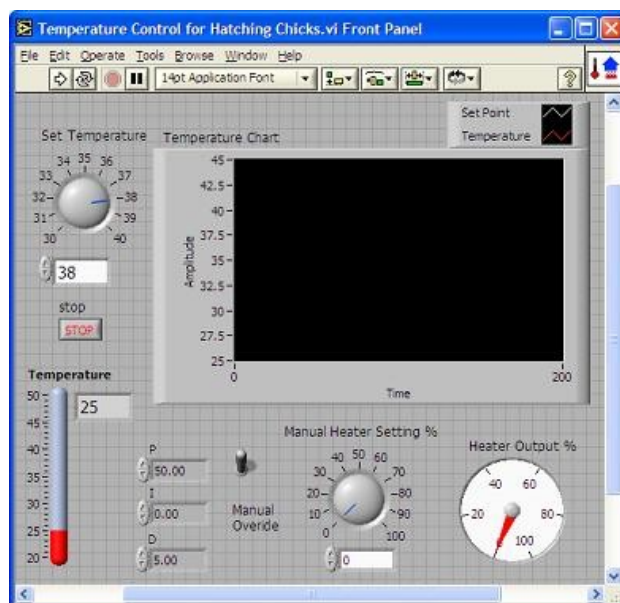 Temperature Control for Hatching Chicks.vi Front Panel
File Edit Operate Tools Browse Window Help
14pt Application Font
?
Set Point
Temperature
Set Temperature
30 31 32 33 34 35 36 37 38 39 40
38
stop
STOP
Temperature Chart
Amplitude
45
42.5
40
37.5
35
32.5
30
27.5
25
0 200
Time
Temperature
25
50
45
40
35
30
25
20
P
50.00
I
0.00
D
5.00
Manual
Overide
Manual Heater Setting %
0 10 20 30 40 50 60 70 80 90 100
0
Heater Output %
20 40 60 80 100